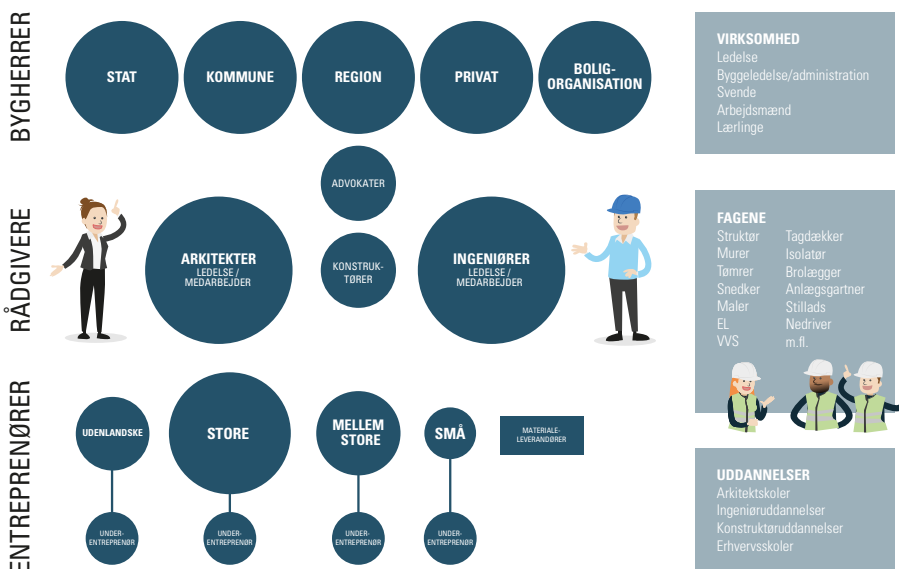 BYGHERRER
STAT
KOMMUNE
REGION
PRIVAT
BOLIG-
ORGANISATION
RÅDGIVERE
ADVOKATER
ARKITEKTER
LEDELSE /
MEDARBEJDER
KONSTRUK-
TØRER
INGENIØRER
LEDELSE /
MEDARBEJDER
ENTREPRENØRER
UDENLANDSKE
STORE
MELLEM
STORE
SMÅ
MATERIALE-
LEVERANDØRER
UNDER-
ENTREPRENØR
UNDER-
ENTREPRENØR
UNDER-
ENTREPRENØR
UNDER-
ENTREPRENØR
VIRKSOMHED
Ledelse
Byggeledelse/administration
Svende
Arbejdsmænd
Lærlinge
FAGENE
Struktør
Murer
Tømrer
Snedker
Maler
EL
VVS
Tagdækker
Isolatør
Brolægger
Anlægsgartner
Stillads
Nedriver
m.fl.
UDDANNELSER
Arkitektskoler
Ingeniøruddannelser
Konstruktøruddannelser
Erhvervsskoler